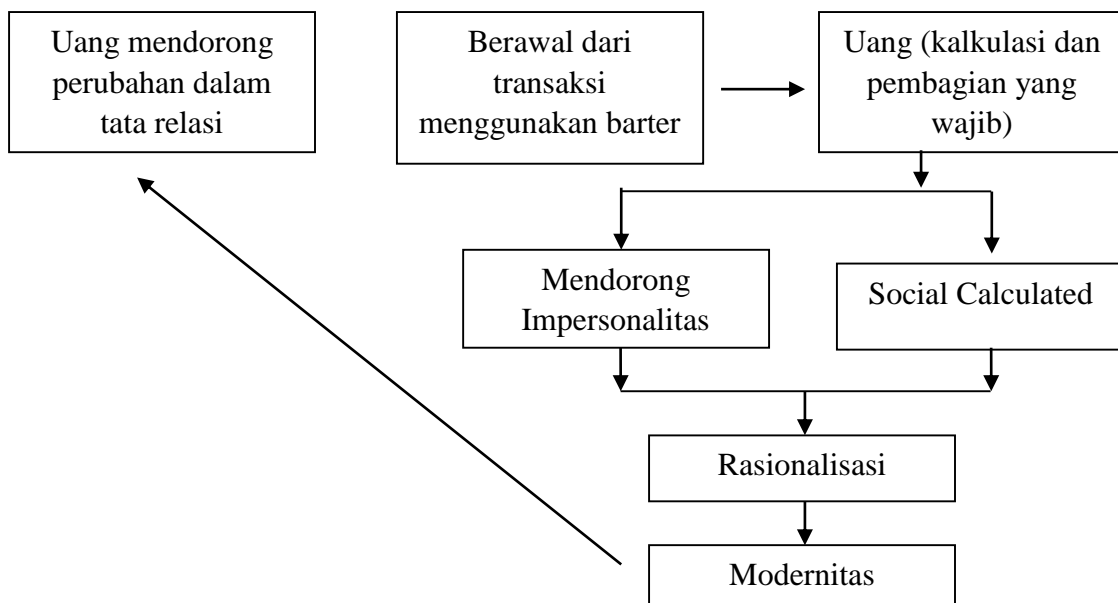 Uang mendorong
perubahan dalam
tata relasi
Berawal dari
transaksi
menggunakan barter
Uang (kalkulasi dan
pembagian yang
wajib)
Mendorong
Impersonalitas
Social Calculated
Rasionalisasi
Modernitas